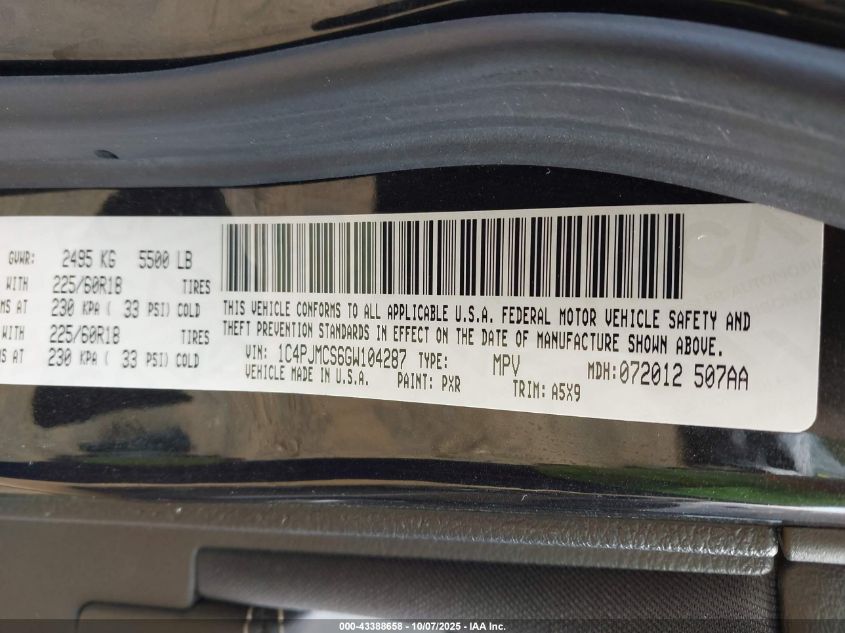 GVWR: 2495 KG 5500 LB
WITH 225/60R18 TIRES
MS AT 230 KPA ( 33 PSI) COLD
WITH 225/60R18 TIRES
MS AT 230 KPA ( 33 PSI) COLD
THIS VEHICLE CONFORMS TO ALL APPLICABLE U.S.A. FEDERAL MOTOR VEHICLE SAFETY AND
THEFT PREVENTION STANDARDS IN EFFECT ON THE DATE OF MANUFACTURE SHOWN ABOVE.
VIN: 1C4PJMCS6GW104287 TYPE: MPV MDH: 072012 507AA
VEHICLE MADE IN U.S.A. PAINT: PXR TRIM: A5X9
000-43388658 - 10/07/2025 - IAA Inc.